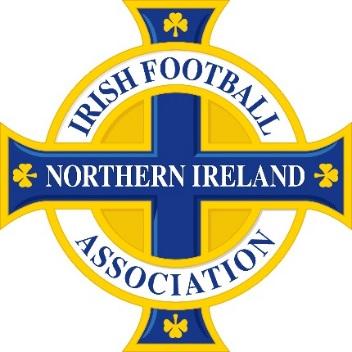 IRISH FOOTBALL
NORTHERN IRELAND
ASSOCIATION